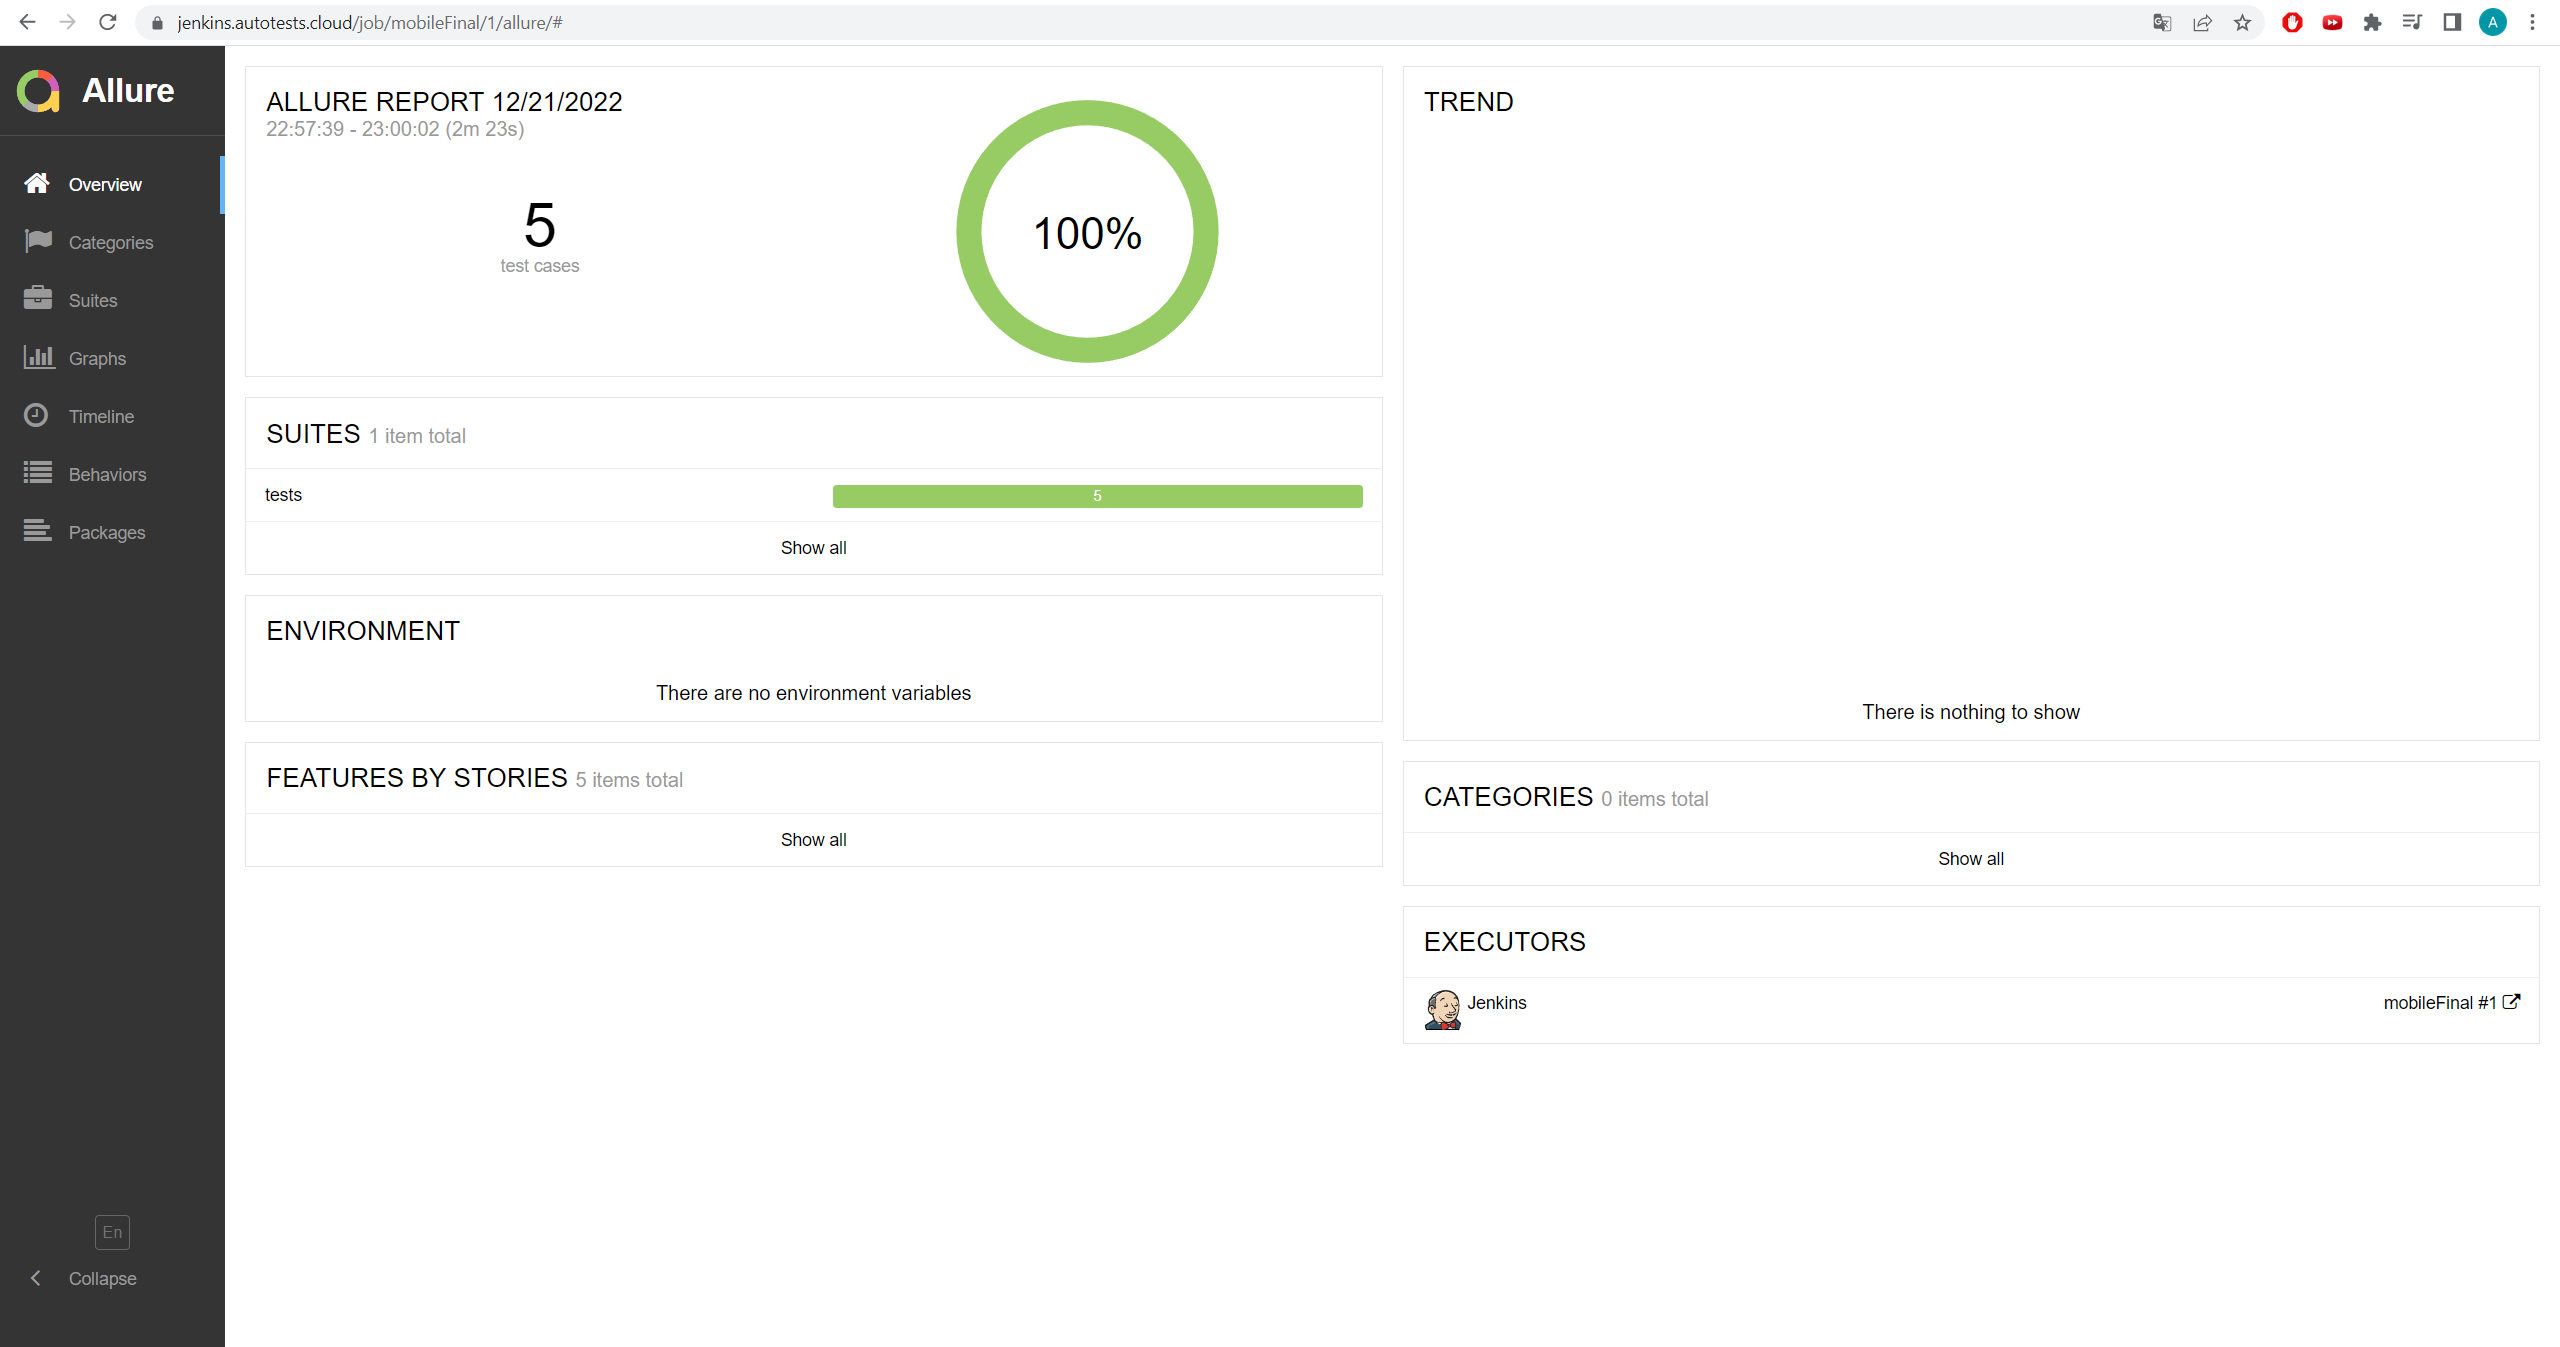 jenkins.autotests.cloud/job/mobileFinal/1/allure/#
A
Allure
Overview
Categories
Suites
Graphs
Timeline
Behaviors
Packages
En
Collapse
ALLURE REPORT 12/21/2022
22:57:39 - 23:00:02 (2m 23s)
5
test cases
100%
SUITES 1 item total
tests 5
Show all
ENVIRONMENT
There are no environment variables
FEATURES BY STORIES 5 items total
Show all
TREND
There is nothing to show
CATEGORIES 0 items total
Show all
EXECUTORS
Jenkins mobileFinal #1